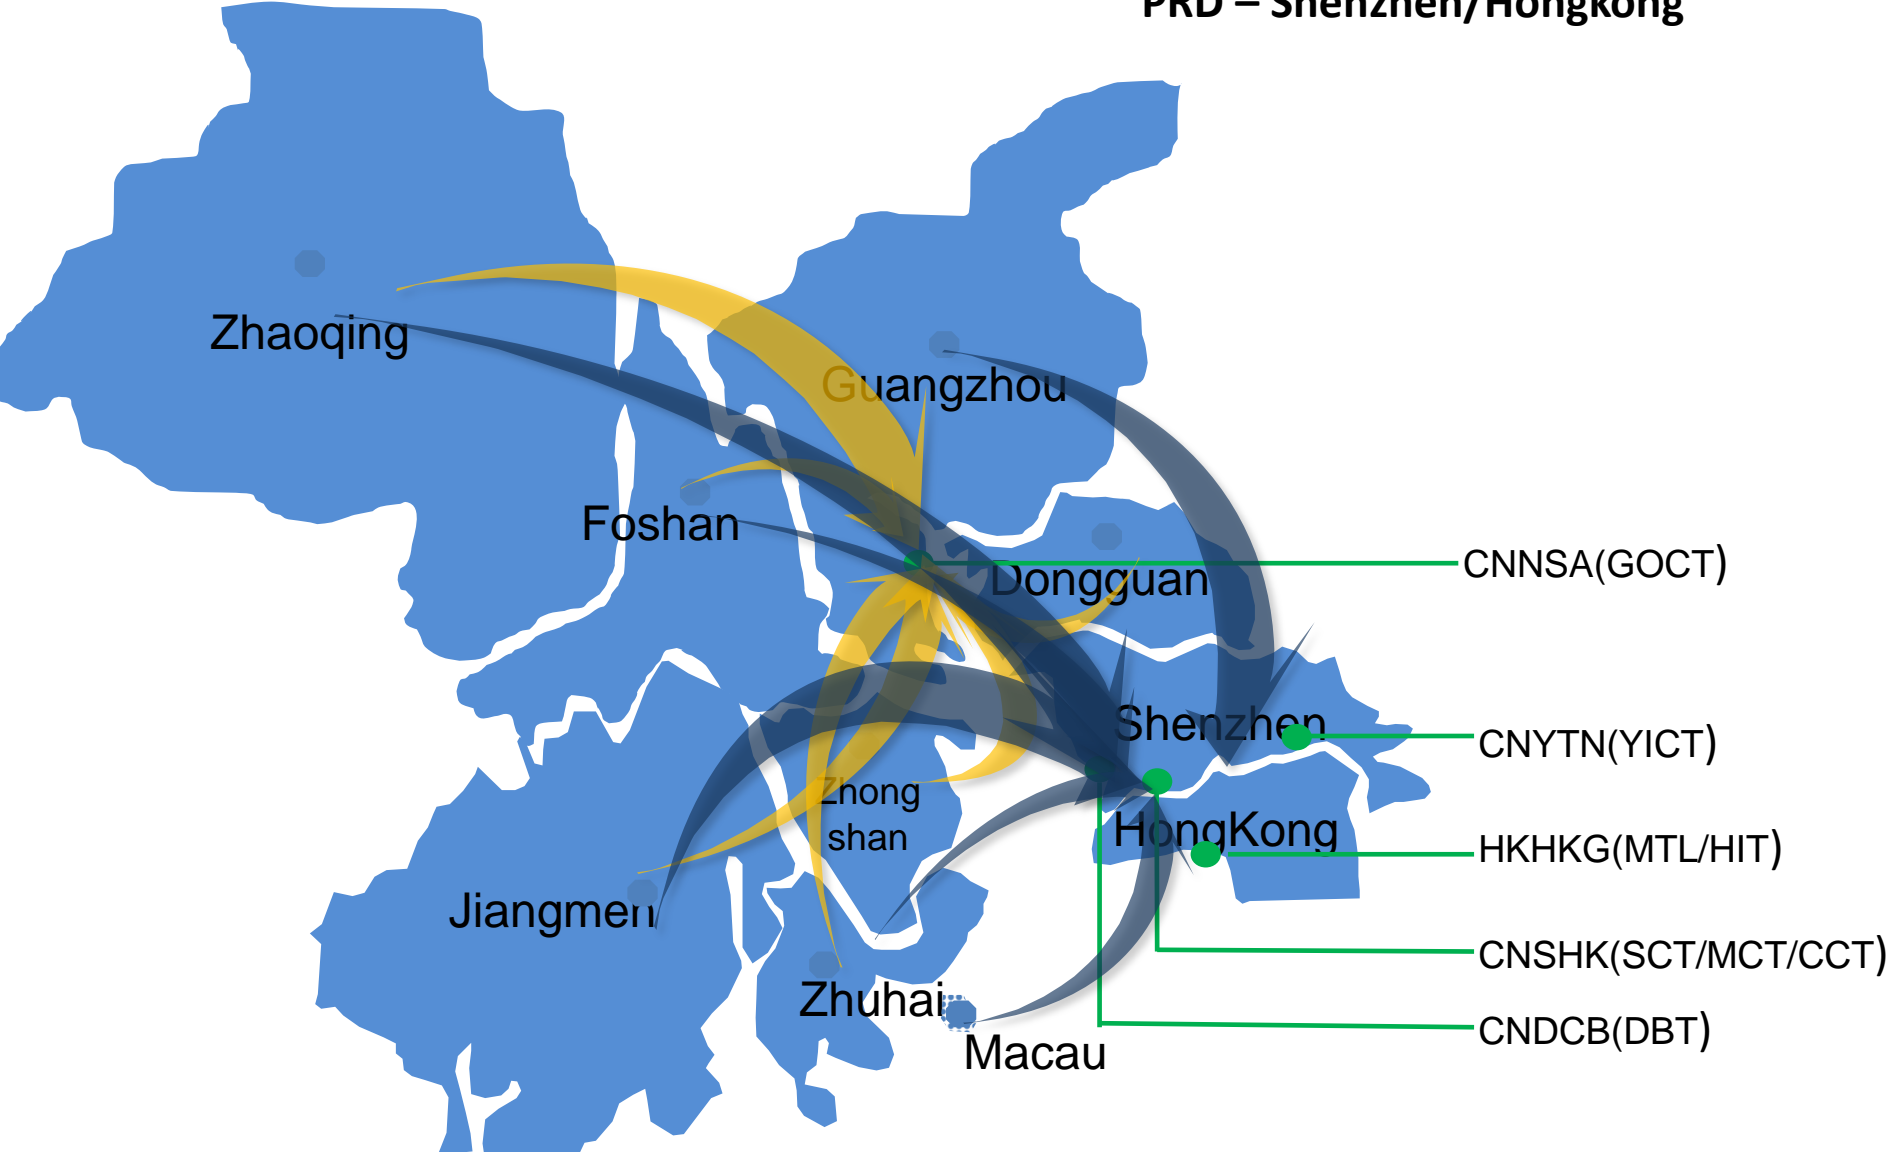 PRD – Shenzhen/Hongkong
Zhaoqing
Guangzhou
Foshan
Dongguan
CNNSA(GOCT)
Shenzhen
CNYTN(YICT)
Zhong
shan
HongKong
HKHKG(MTL/HIT)
Jiangmen
CNSHK(SCT/MCT/CCT)
Zhuhai
CNDCB(DBT)
Macau